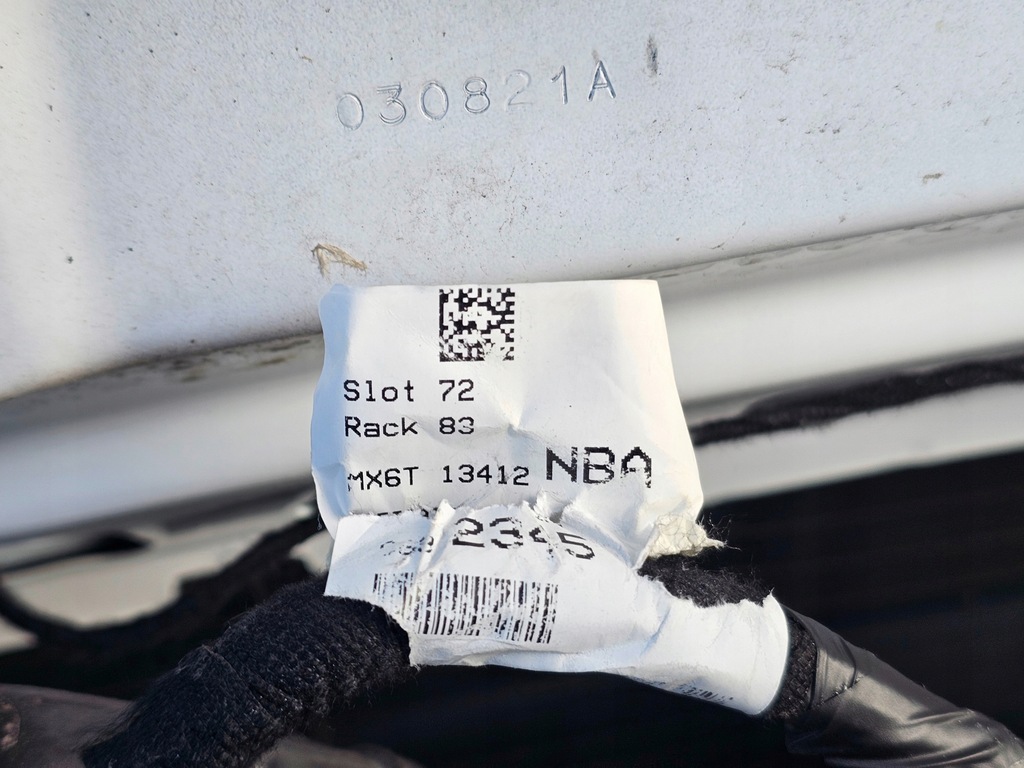 030821A
Slot 72
Rack 83
MX6T 13412 NBA
2345